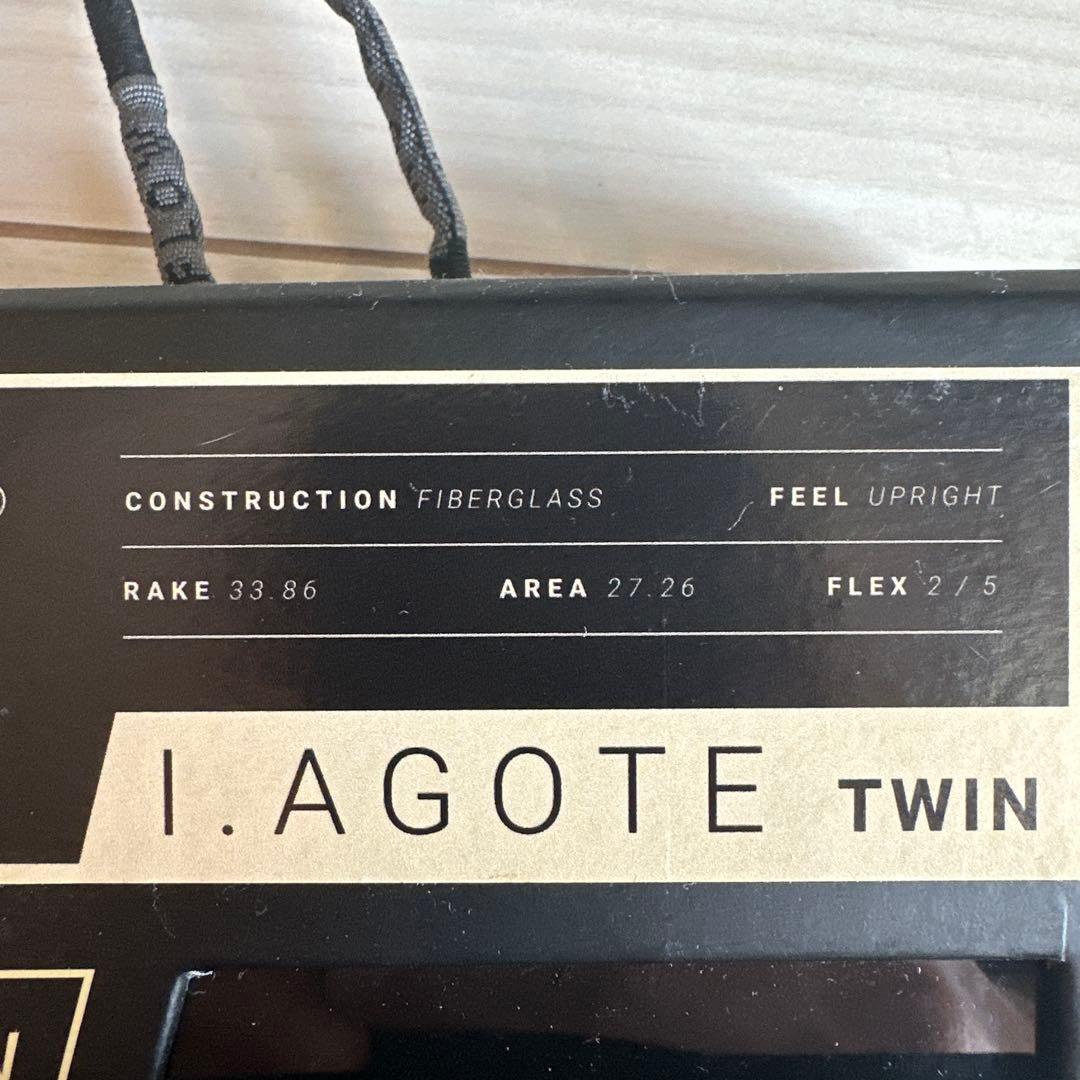 CONSTRUCTION FIBERGLASS FEEL UPRIGHT
RAKE 33.86 AREA 27.26 FLEX 2 / 5
I.AGOTE TWIN